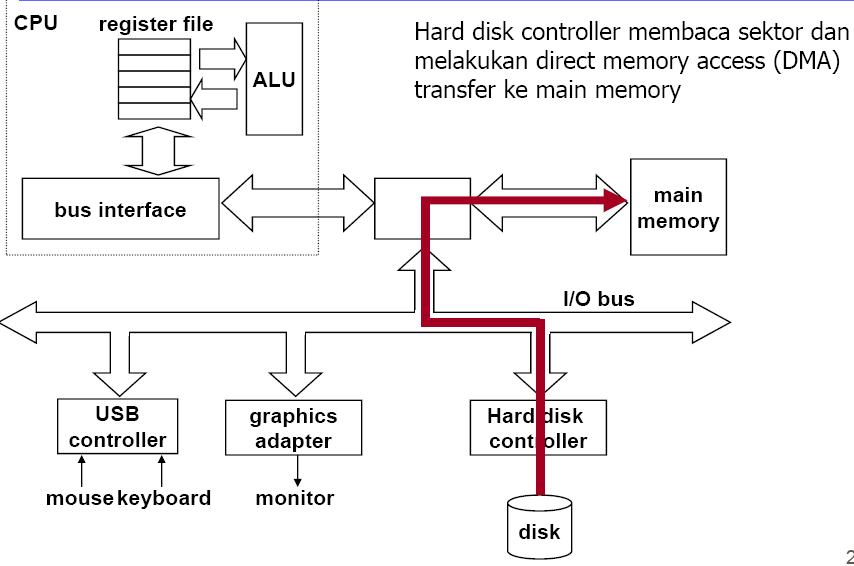 CPU
register file
ALU
Hard disk controller membaca sektor dan
melakukan direct memory access (DMA)
transfer ke main memory
bus interface
main
memory
I/O bus
USB
controller
graphics
adapter
Hard disk
controller
mouse keyboard
monitor
disk
2